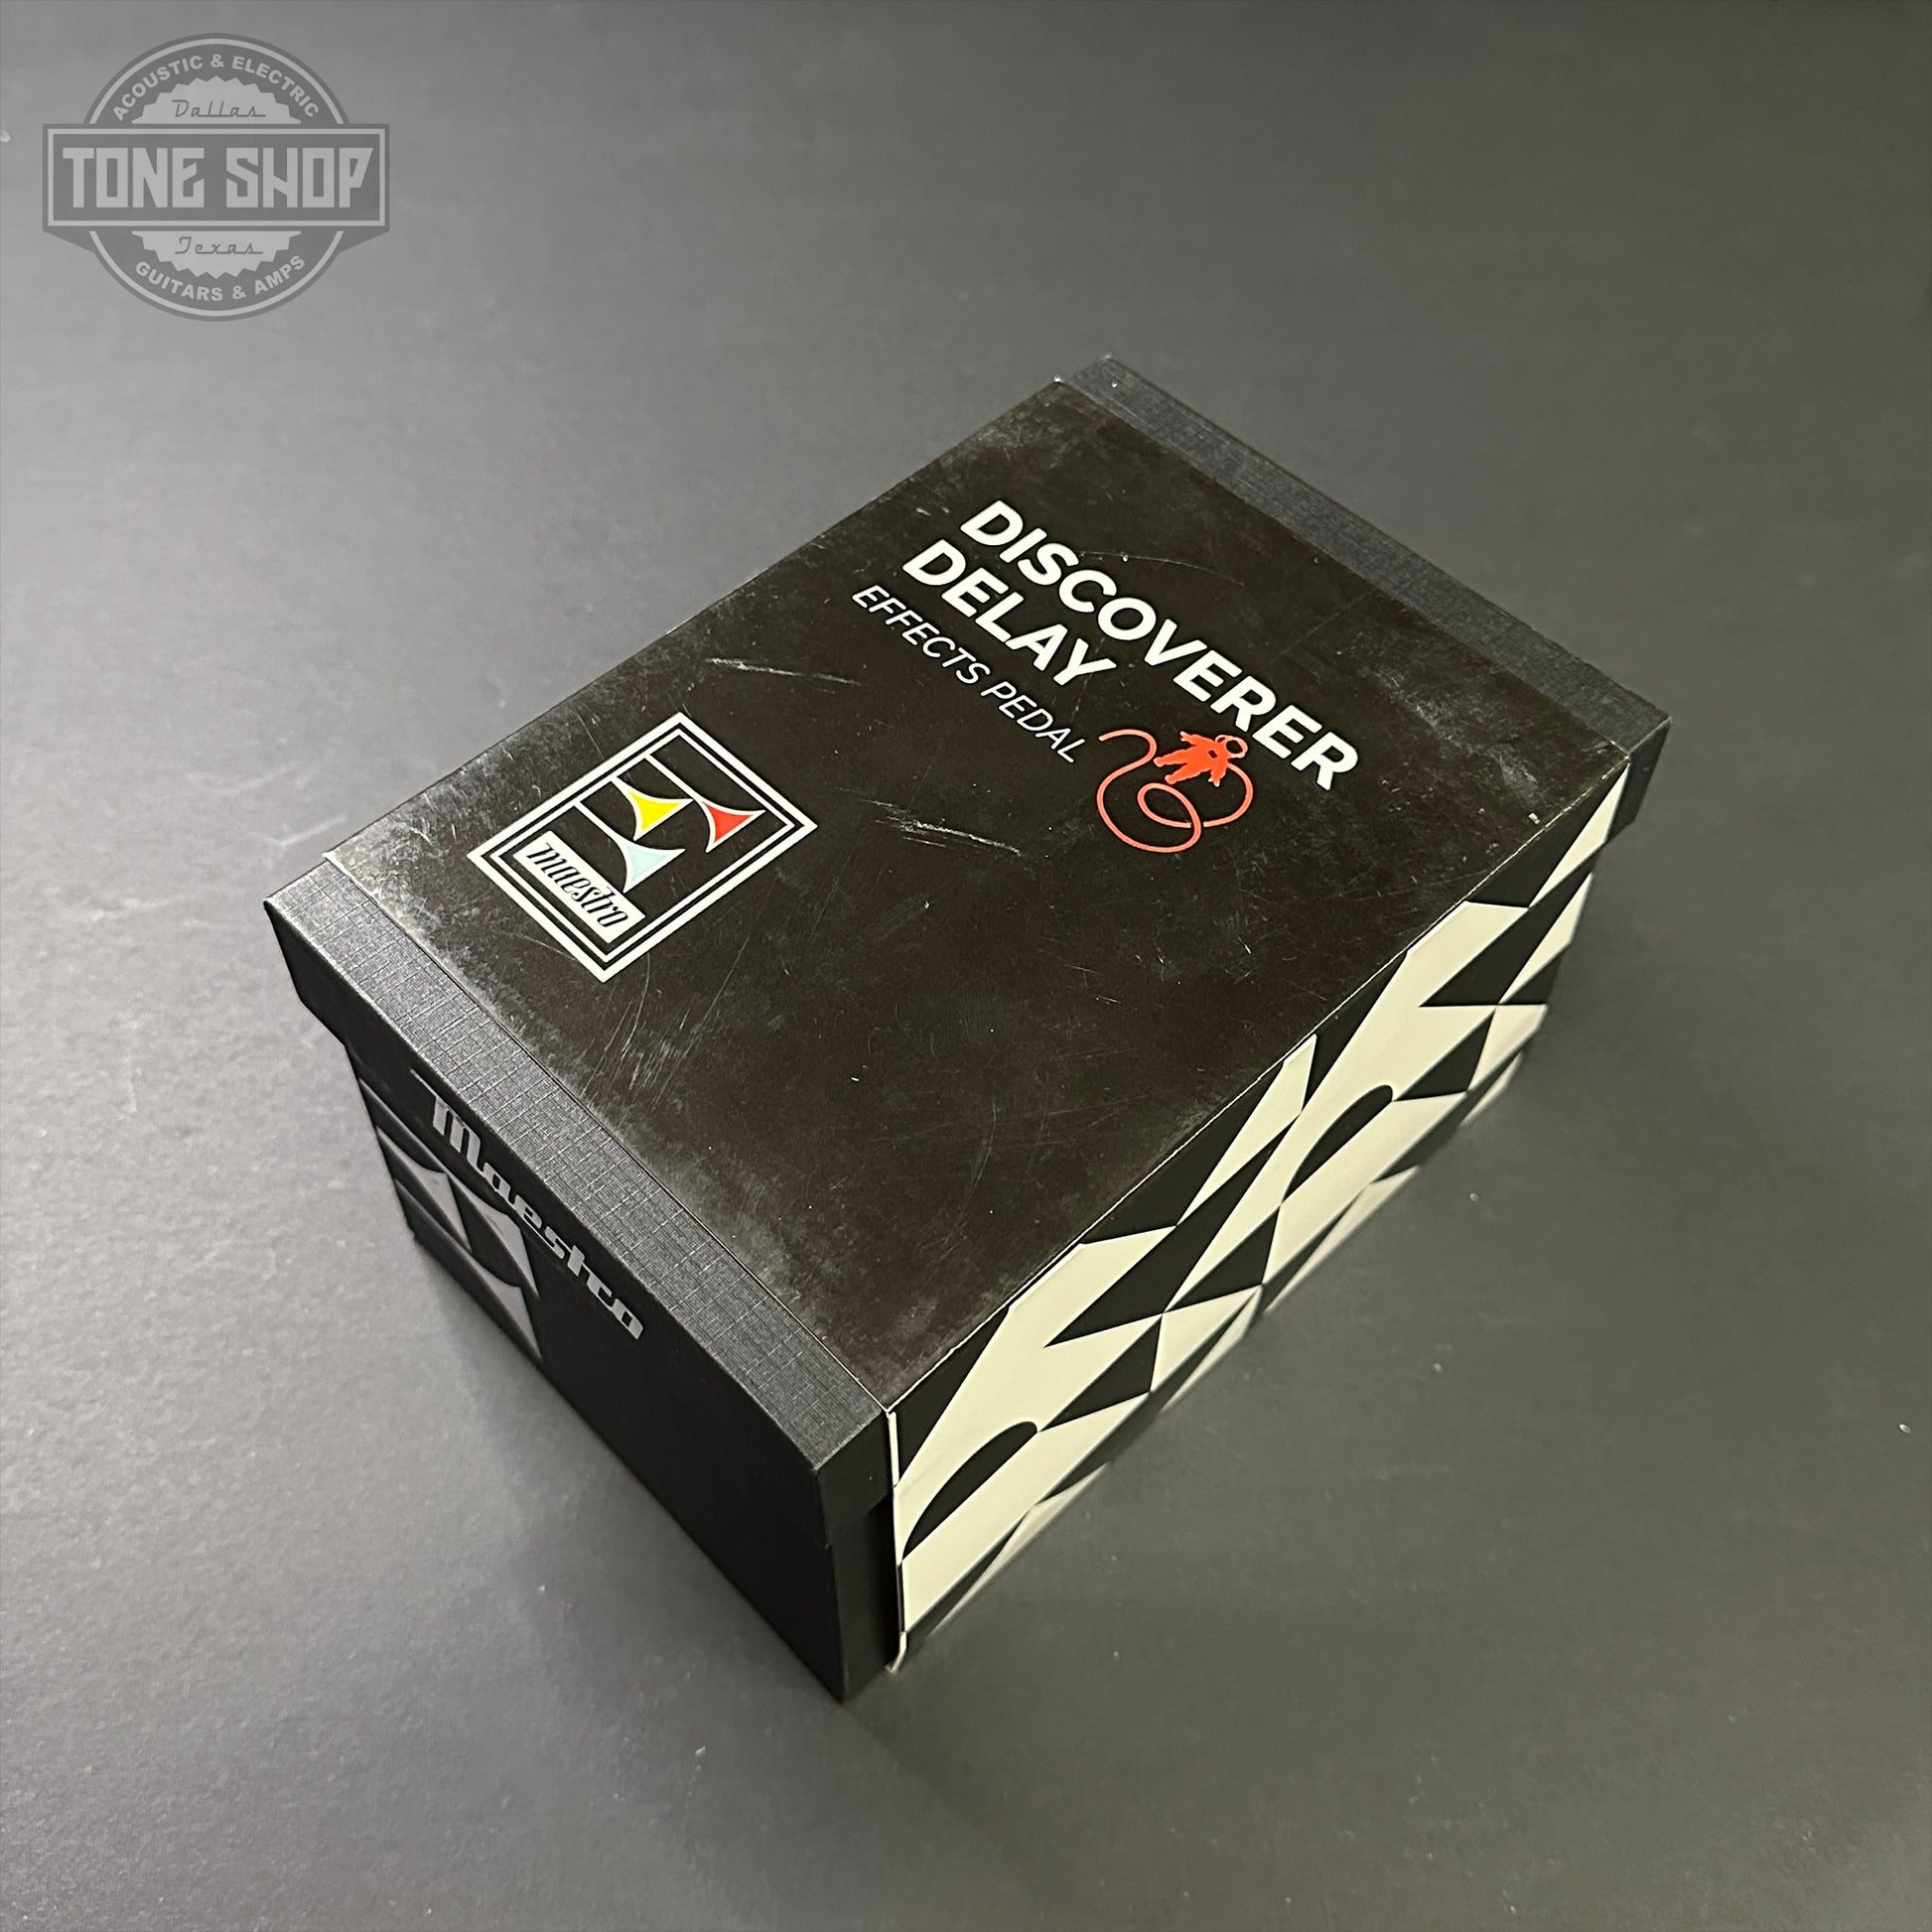 ACOUSTIC & ELECTRIC
Dallas
TONE SHOP
Texas
GUITARS & AMPS
DISCOVERER
DELAY
EFFECTS PEDAL
maestro
Maestro